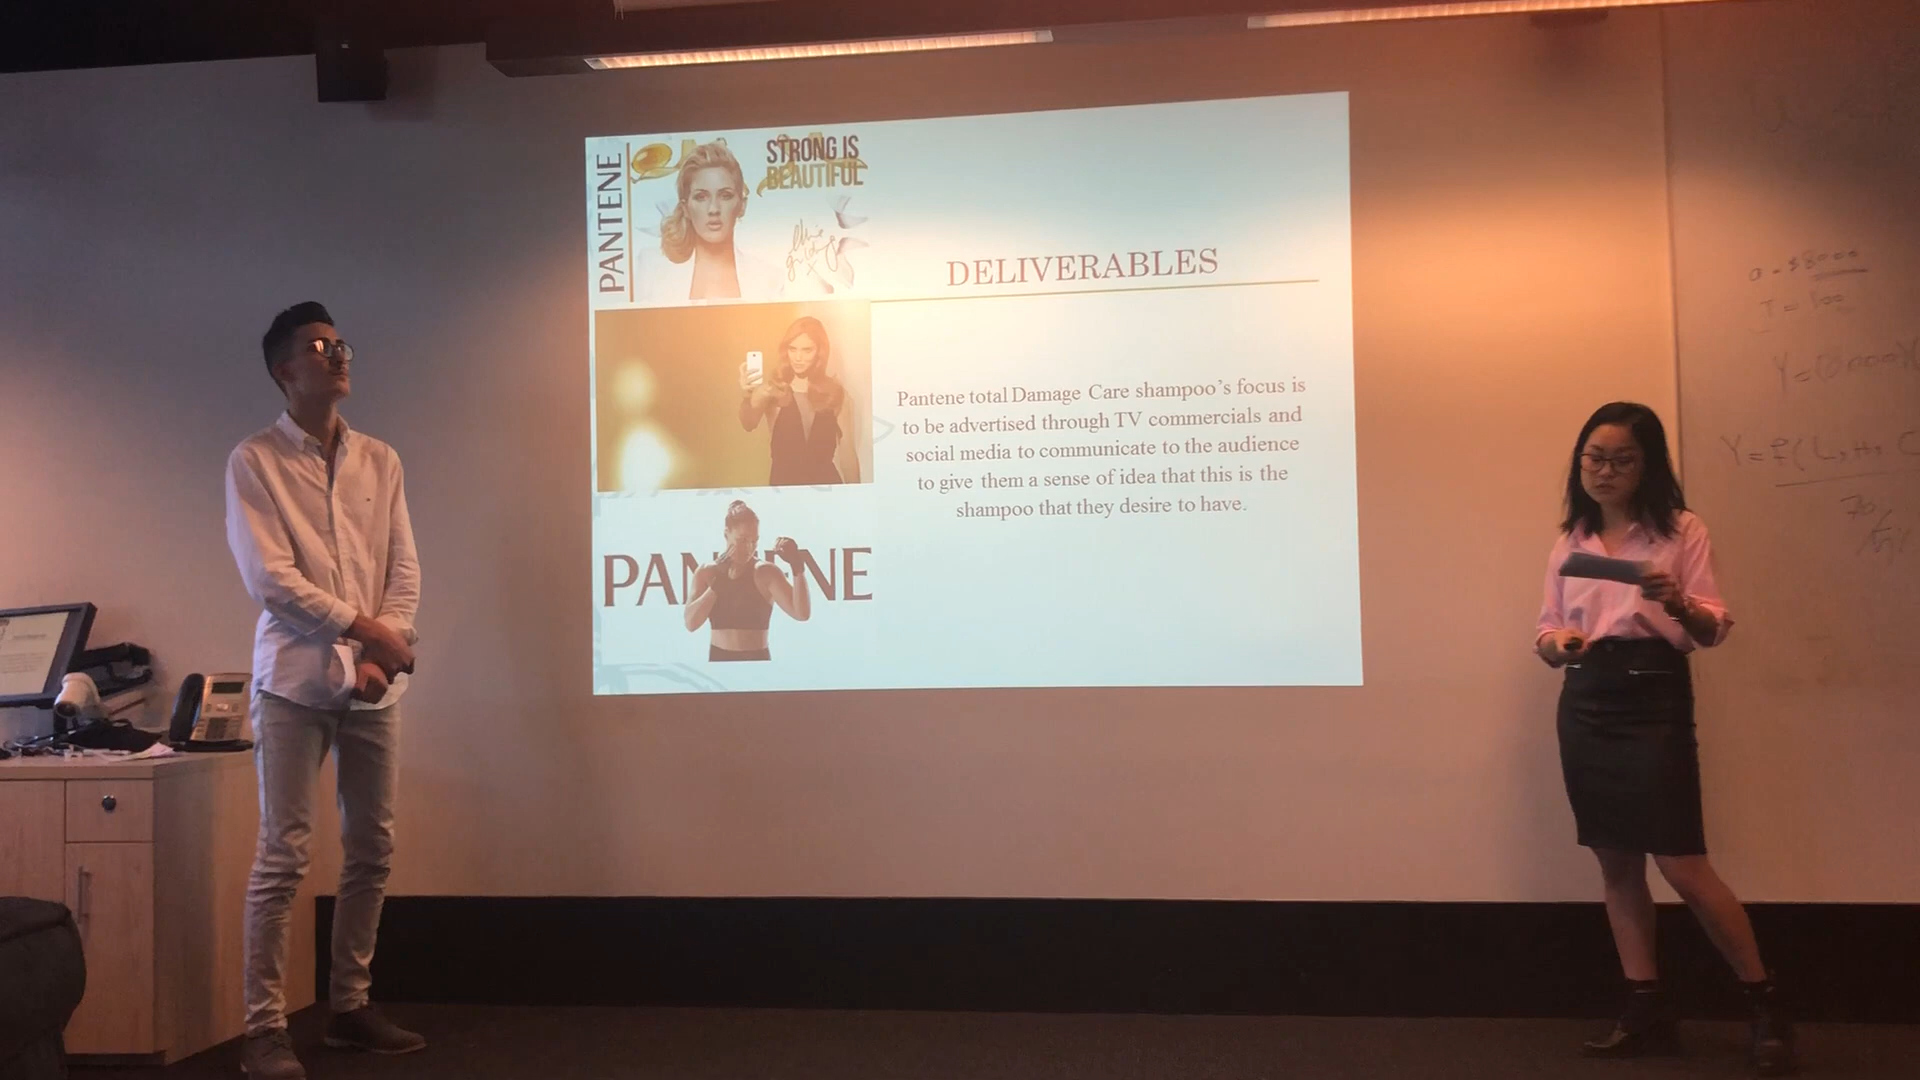 PANTENE
STRONG IS
BEAUTIFUL
DELIVERABLES
Pantene total Damage Care shampoo's focus is
to be advertised through TV commercials and
social media to communicate to the audience
to give them a sense of idea that this is the
shampoo that they desire to have.